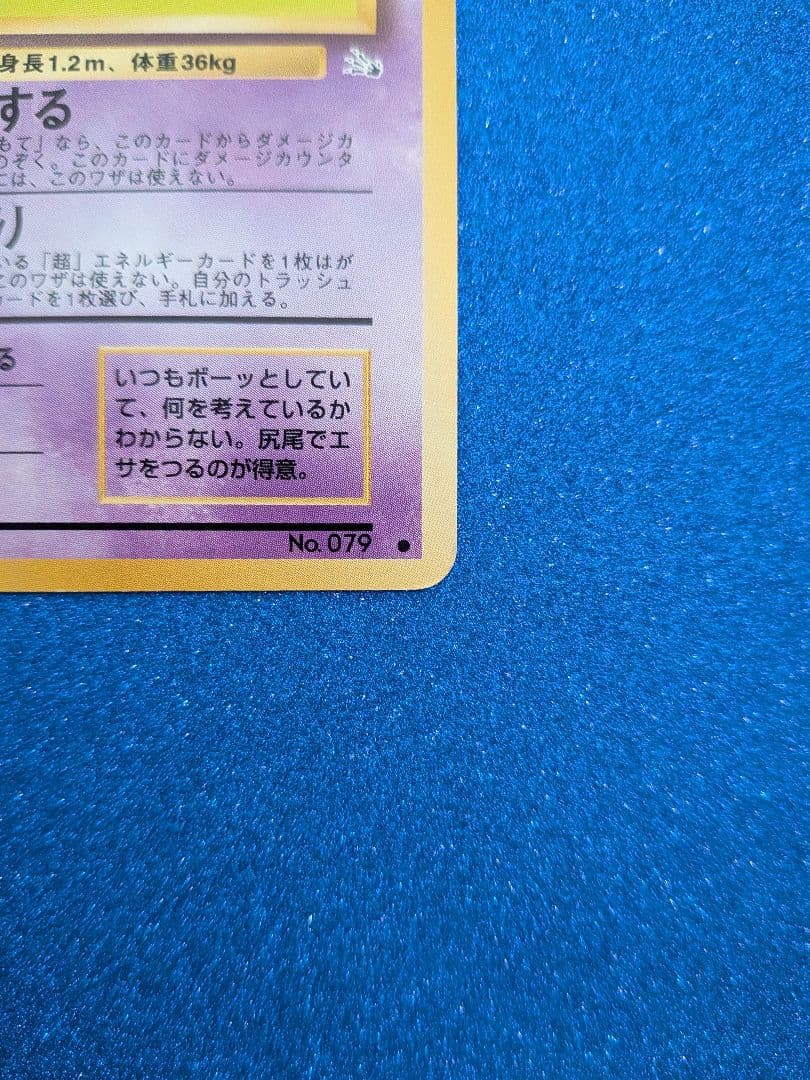 身長1.2m、体重36kg
する
もて」なら、このカードからダメージカ
のぞく。このカードにダメージカウンタ
には、このワザは使えない。
り
いる「超」エネルギーカードを1枚はが
このワザは使えない。自分のトラッシュ
カードを1枚選び、手札に加える。
る
いつもボーッとしてい
て、何を考えているか
わからない。尻尾でエ
サをつるのが得意。
No. 079 ●